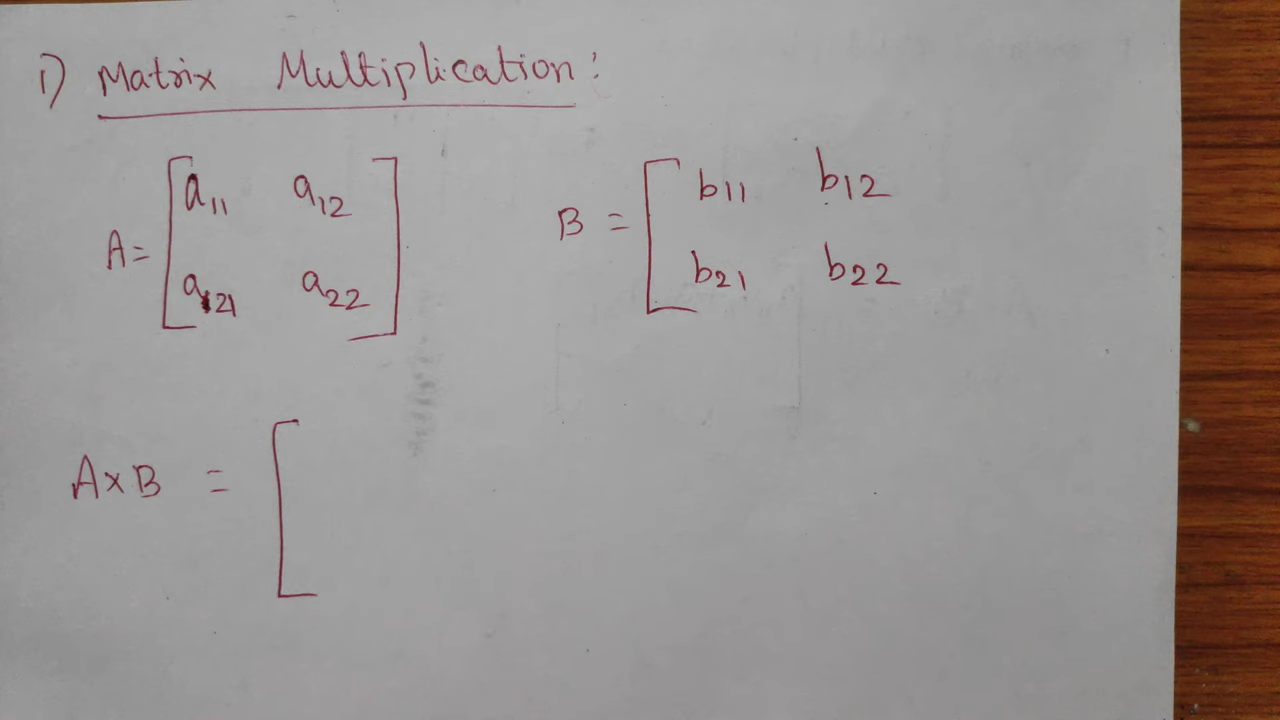 1) Matrix Multiplication:
A = [ a11 a12
a21 a22 ]
B = [ b11 b12
b21 b22
A×B = [